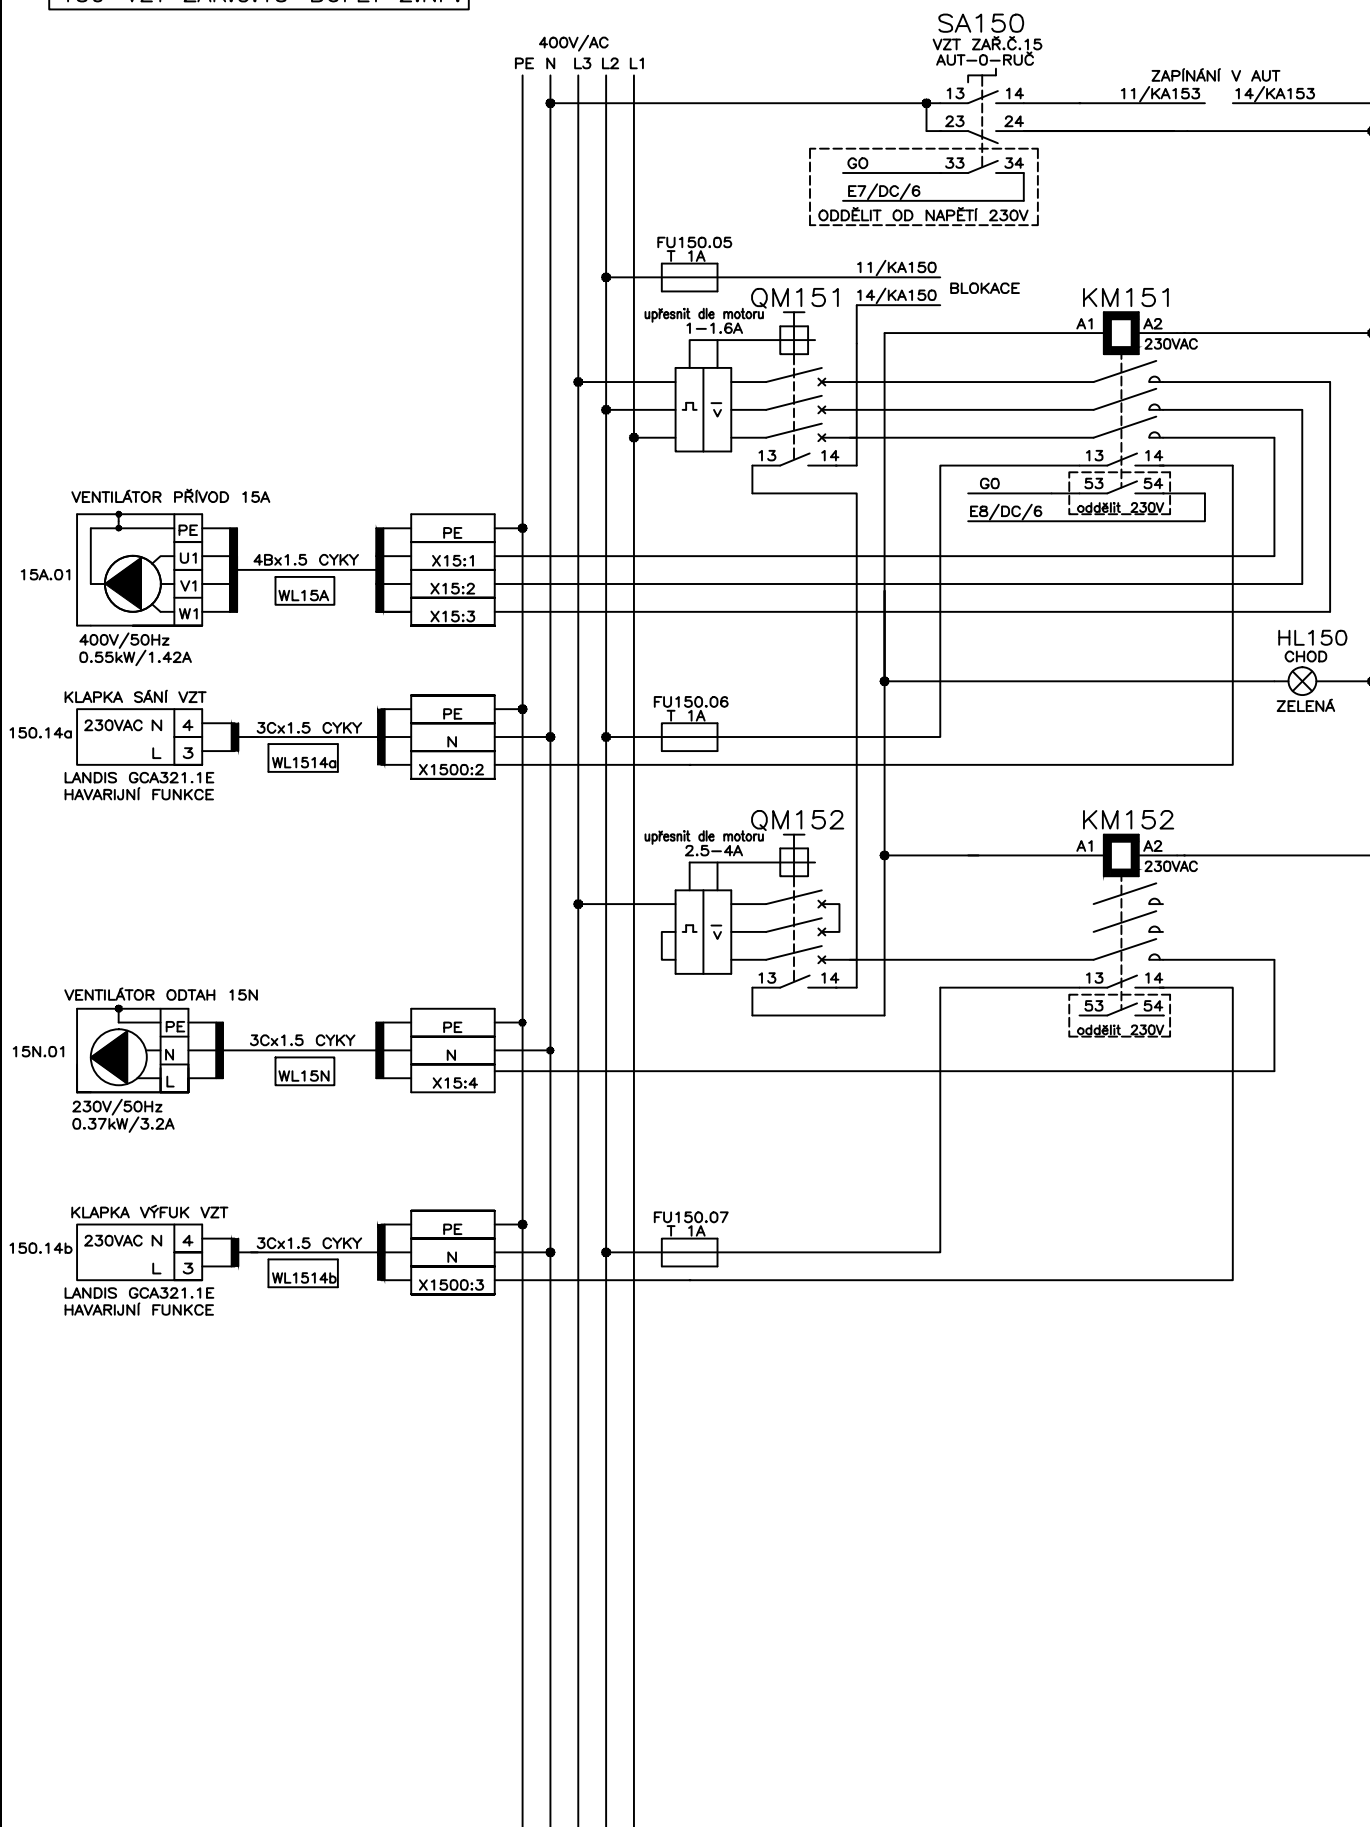 400V/AC
PE N L3 L2 L1
SA150
VZT ZAŘ.Č.15
AUT-0-RUČ
13 14
23 24
ZAPÍNÁNÍ V AUT
11/KA153 14/KA153
GO 33 34
E7/DC/6
ODDĚLIT OD NAPĚTÍ 230V
FU150.05
T 1A
11/KA150
14/KA150
BLOKACE
QM151
upřesnit dle motoru
1-1.6A
13 14
KM151
A1 A2
230VAC
13 14
GO 53 54
E8/DC/6
oddělit 230V
VENTILÁTOR PŘÍVOD 15A
15A.01
PE
U1
V1
W1
4Bx1.5 CYKY
WL15A
PE
X15:1
X15:2
X15:3
400V/50Hz
0.55kW/1.42A
HL150
CHOD
ZELENÁ
KLAPKA SÁNÍ VZT
150.14a
230VAC N 4
L 3
3Cx1.5 CYKY
WL1514a
PE
N
X1500:2
LANDIS GCA321.1E
HAVARIJNÍ FUNKCE
FU150.06
T 1A
QM152
upřesnit dle motoru
2.5-4A
13 14
KM152
A1 A2
230VAC
13 14
53 54
oddělit 230V
VENTILÁTOR ODTAH 15N
15N.01
PE
N
L
3Cx1.5 CYKY
WL15N
PE
N
X15:4
230V/50Hz
0.37kW/3.2A
KLAPKA VÝFUK VZT
150.14b
230VAC N 4
L 3
3Cx1.5 CYKY
WL1514b
PE
N
X1500:3
LANDIS GCA321.1E
HAVARIJNÍ FUNKCE
FU150.07
T 1A